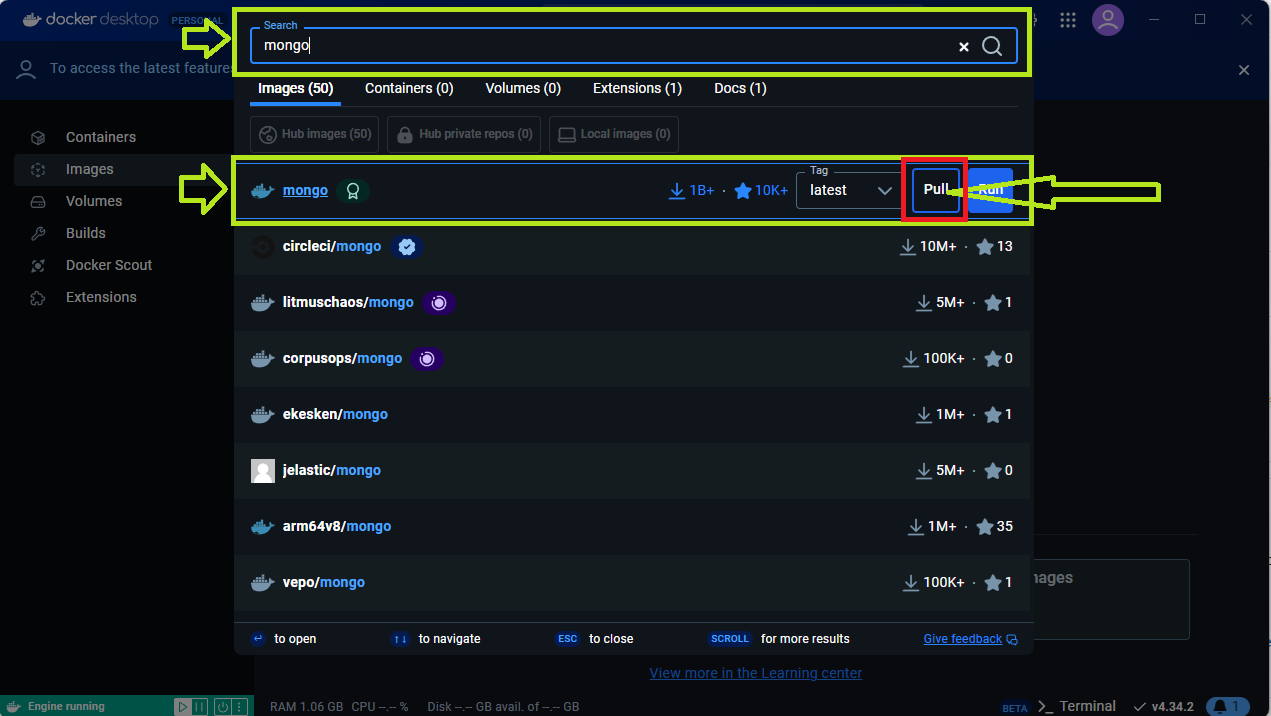 docker desktop PERSONAL
Search
mongo
To access the latest feature
Images (50) Containers (0) Volumes (0) Extensions (1) Docs (1)
Hub images (50) Hub private repos (0) Local images (0)
Containers
Images
Volumes
Builds
Docker Scout
Extensions
mongo 1B+ · 10K+ Tag latest Pull Run
circleci/mongo 10M+ · 13
litmuschaos/mongo 5M+ · 1
corpusops/mongo 100K+ · 0
ekesken/mongo 1M+ · 1
jelastic/mongo 5M+ · 0
arm64v8/mongo 1M+ · 35
vepo/mongo 100K+ · 1
to open ↑↓ to navigate ESC to close SCROLL for more results Give feedback
View more in the Learning center
Engine running RAM 1.06 GB CPU --.-- % Disk --.-- GB avail. of --.-- GB BETA >_ Terminal v4.34.2 1